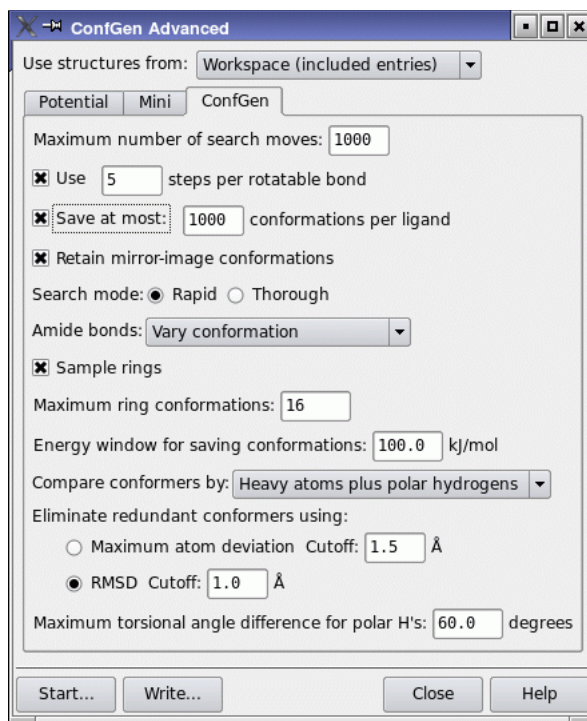 ConfGen Advanced
Use structures from: Workspace (included entries)
Potential Mini ConfGen
Maximum number of search moves: 1000
Use 5 steps per rotatable bond
Save at most: 1000 conformations per ligand
Retain mirror-image conformations
Search mode: Rapid Thorough
Amide bonds: Vary conformation
Sample rings
Maximum ring conformations: 16
Energy window for saving conformations: 100.0 kJ/mol
Compare conformers by: Heavy atoms plus polar hydrogens
Eliminate redundant conformers using:
Maximum atom deviation Cutoff: 1.5 Å
RMSD Cutoff: 1.0 Å
Maximum torsional angle difference for polar H's: 60.0 degrees
Start... Write... Close Help